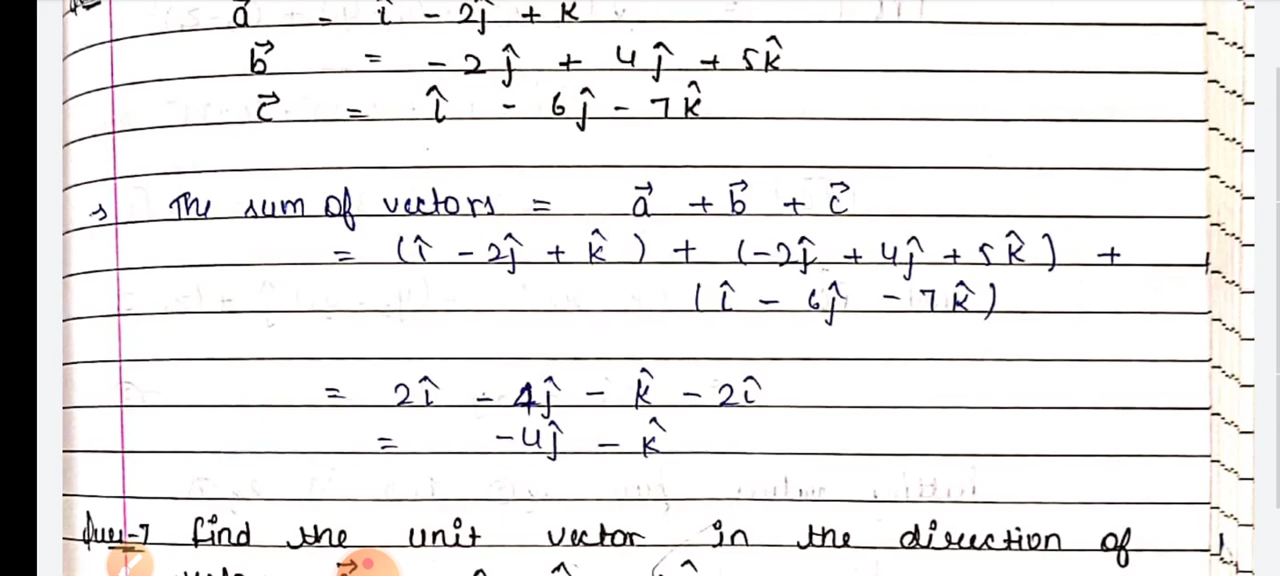 a⃗ = î - 2ĵ + k
b⃗ = - 2ĵ + 4ĵ + 5k̂
c⃗ = î - 6ĵ - 7k̂
→ The sum of vectors = a⃗ + b⃗ + c⃗
= (î - 2ĵ + k̂) + (-2ĵ + 4ĵ + 5k̂) +
(î - 6ĵ - 7k̂)
= 2î - 4ĵ - k̂ - 2î
= -4ĵ - k̂
Ques-7 find the unit vector in the direction of